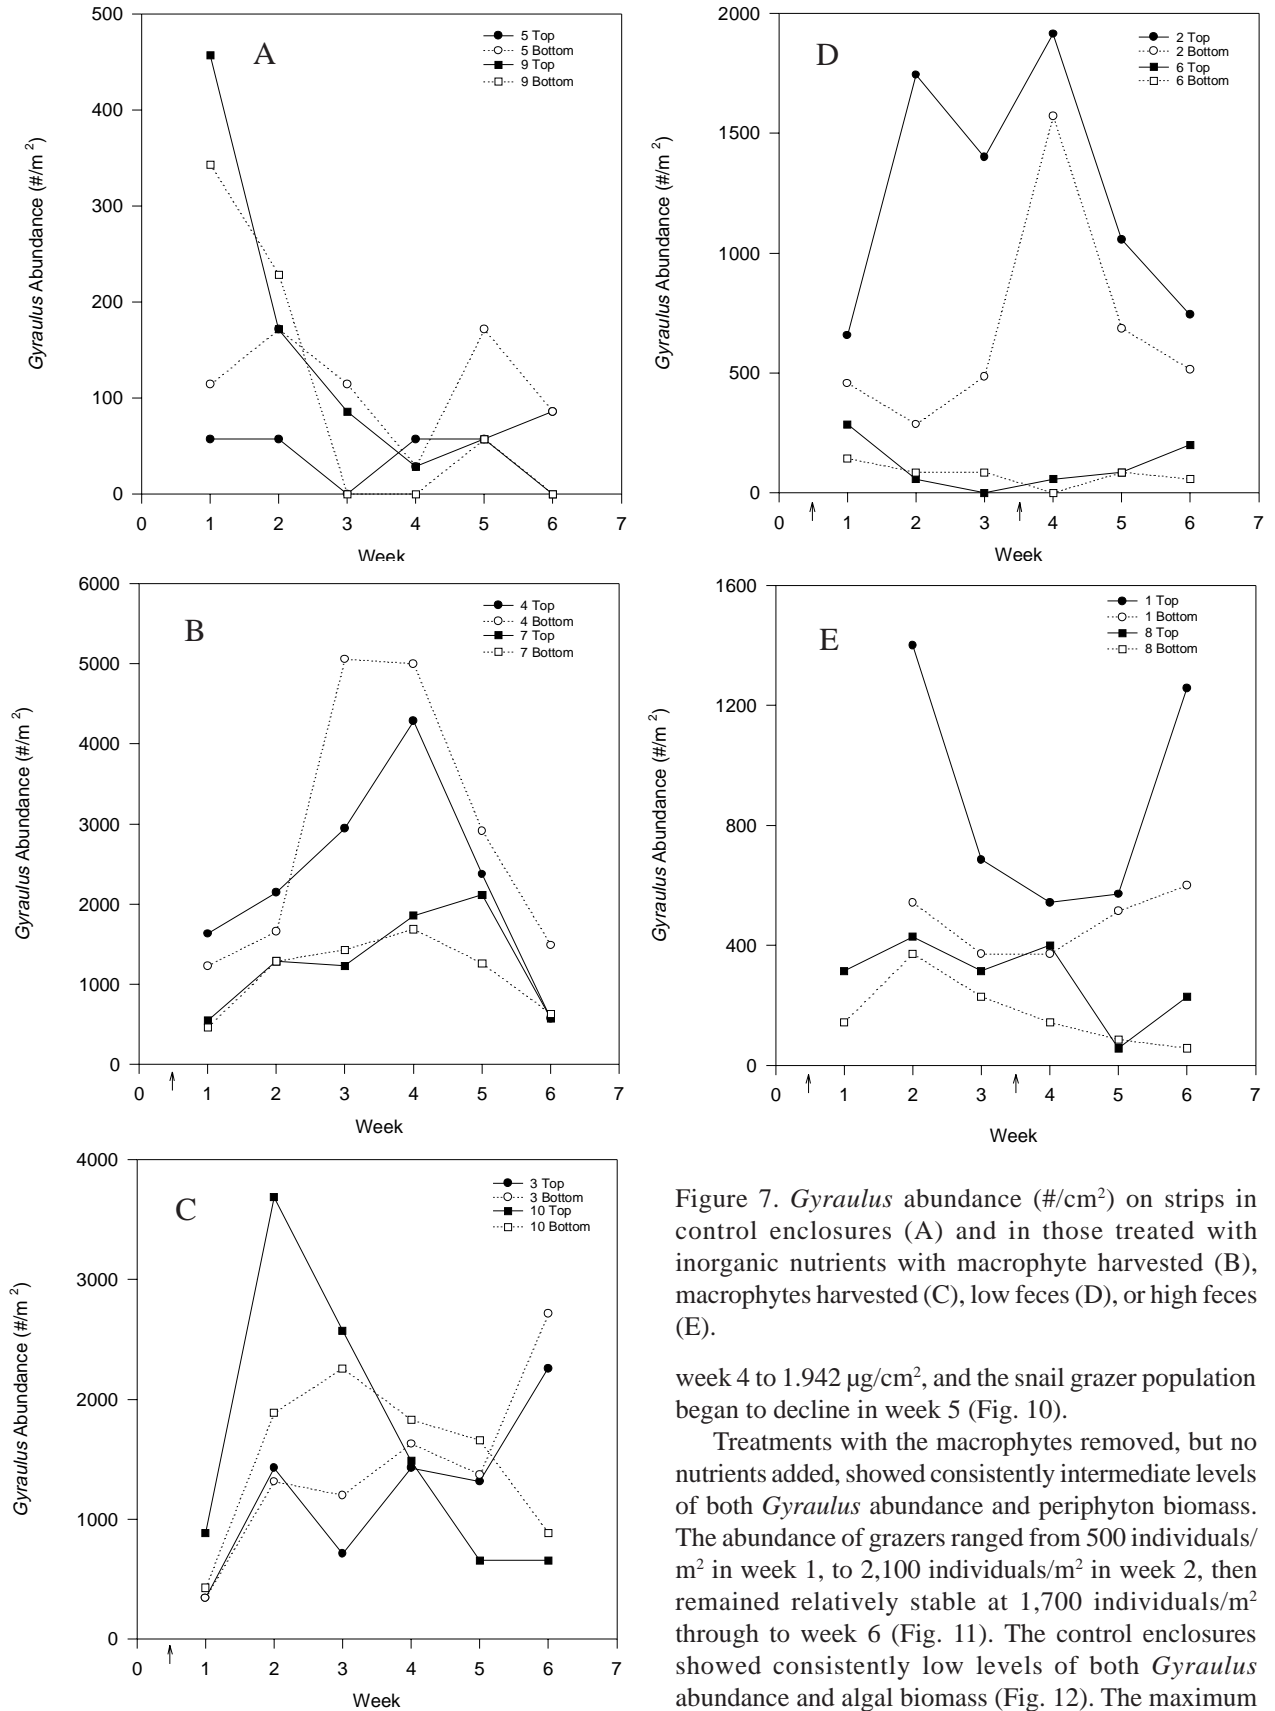 500
400
300
200
100
0
0 1 2 3 4 5 6 7
Week
Gyraulus Abundance (#/m 2)
A
5 Top
5 Bottom
9 Top
9 Bottom
6000
5000
4000
3000
2000
1000
0
0 1 2 3 4 5 6 7
Week
Gyraulus Abundance (#/m 2)
B
4 Top
4 Bottom
7 Top
7 Bottom
4000
3000
2000
1000
0
0 1 2 3 4 5 6 7
Gyraulus Abundance (#/m 2)
C
3 Top
3 Bottom
10 Top
10 Bottom
2000
1500
1000
500
0
0 1 2 3 4 5 6 7
Week
Gyraulus Abundance (#/m 2)
D
2 Top
2 Bottom
6 Top
6 Bottom
1600
1200
800
400
0
0 1 2 3 4 5 6 7
Week
Gyraulus Abundance (#/m 2)
E
1 Top
1 Bottom
8 Top
8 Bottom
Figure 7. Gyraulus abundance (#/cm²) on strips in
control enclosures (A) and in those treated with
inorganic nutrients with macrophyte harvested (B),
macrophytes harvested (C), low feces (D), or high feces
(E).
week 4 to 1.942 µg/cm², and the snail grazer population
began to decline in week 5 (Fig. 10).
Treatments with the macrophytes removed, but no
nutrients added, showed consistently intermediate levels
of both Gyraulus abundance and periphyton biomass.
The abundance of grazers ranged from 500 individuals/
m² in week 1, to 2,100 individuals/m² in week 2, then
remained relatively stable at 1,700 individuals/m²
through to week 6 (Fig. 11). The control enclosures
showed consistently low levels of both Gyraulus
abundance and algal biomass (Fig. 12). The maximum